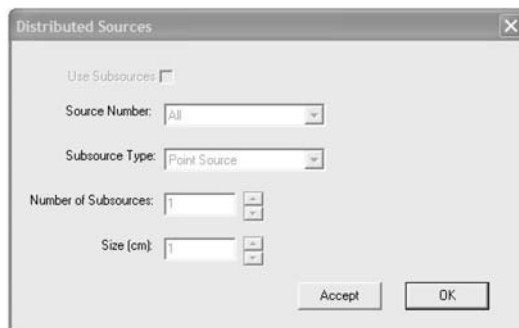 Distributed Sources
Use Subsources
Source Number: All
Subsource Type: Point Source
Number of Subsources: 1
Size (cm): 1
Accept OK